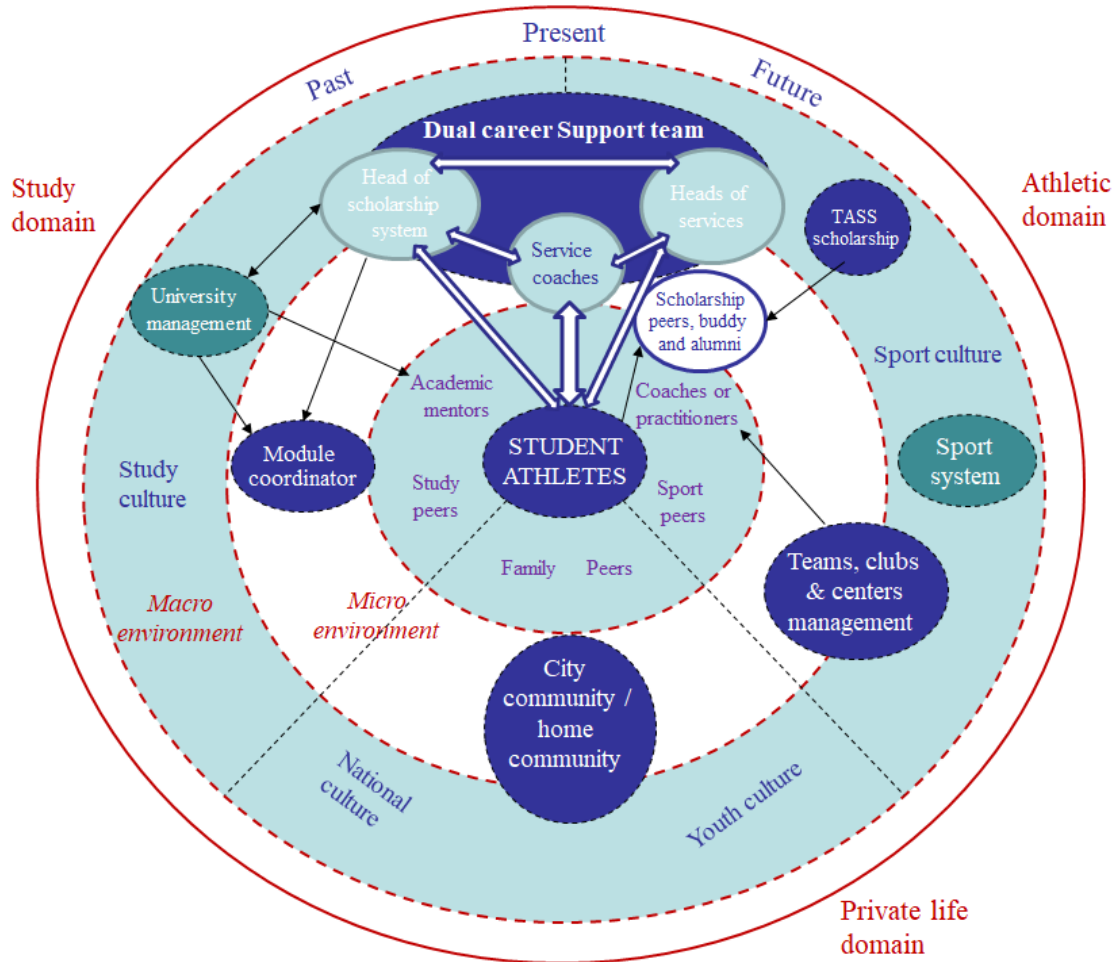 Present
Past
Future
Dual career Support team
Study
domain
Athletic
domain
Head of
scholarship
system
Heads of
services
TASS
scholarship
Service
coaches
University
management
Scholarship
peers, buddy
and alumni
Sport culture
Academic
mentors
Coaches or
practitioners
STUDENT
ATHLETES
Module
coordinator
Study
culture
Sport
system
Study
peers
Sport
peers
Family
Peers
Teams, clubs
& centers
management
Macro
environment
Micro
environment
City
community /
home
community
National
culture
Youth culture
Private life
domain